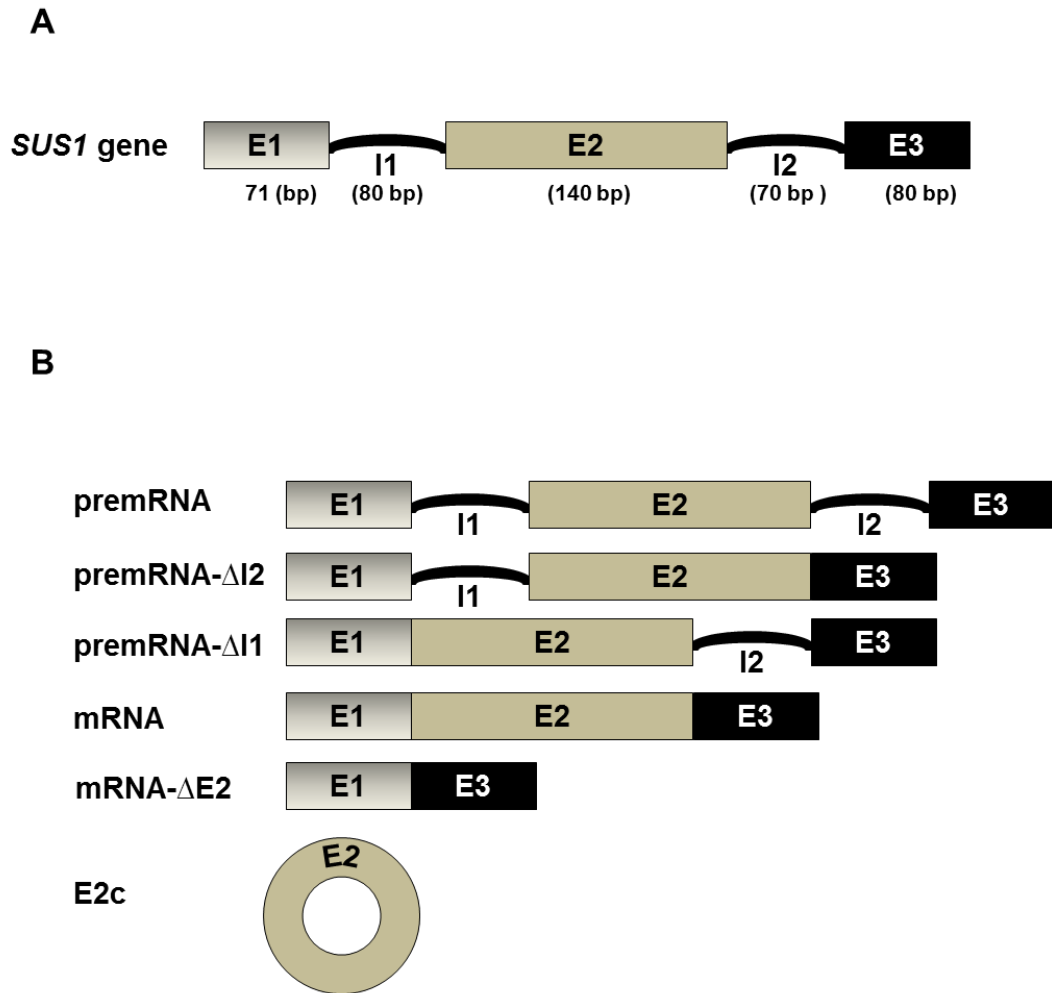 A
SUS1 gene E1 I1 E2 I2 E3
71 (bp) (80 bp) (140 bp) (70 bp ) (80 bp)
B
premRNA E1 I1 E2 I2 E3
premRNA-ΔI2 E1 I1 E2 E3
premRNA-ΔI1 E1 E2 I2 E3
mRNA E1 E2 E3
mRNA-ΔE2 E1 E3
E2c E2